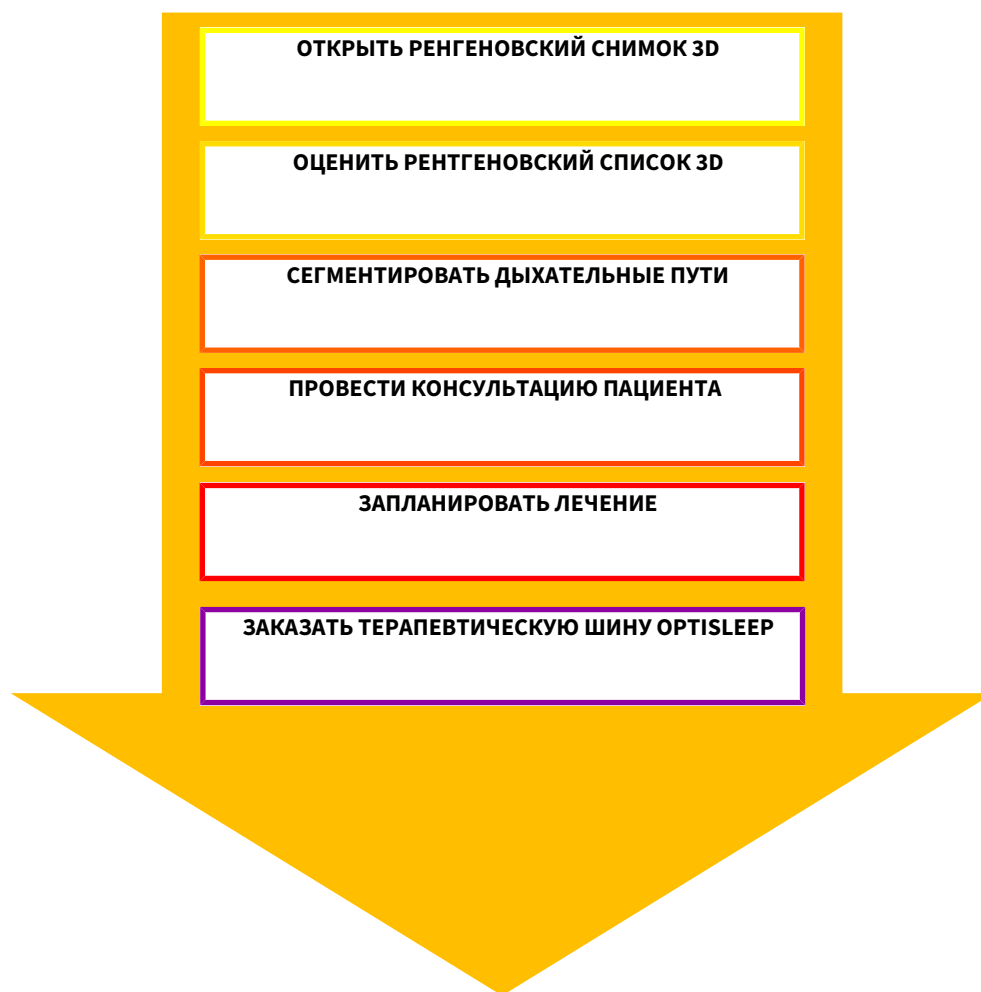 ОТКРЫТЬ РЕНГЕНОВСКИЙ СНИМОК 3D
ОЦЕНИТЬ РЕНТГЕНОВСКИЙ СПИСОК 3D
СЕГМЕНТИРОВАТЬ ДЫХАТЕЛЬНЫЕ ПУТИ
ПРОВЕСТИ КОНСУЛЬТАЦИЮ ПАЦИЕНТА
ЗАПЛАНИРОВАТЬ ЛЕЧЕНИЕ
ЗАКАЗАТЬ ТЕРАПЕВТИЧЕСКУЮ ШИНУ OPTISLEEP